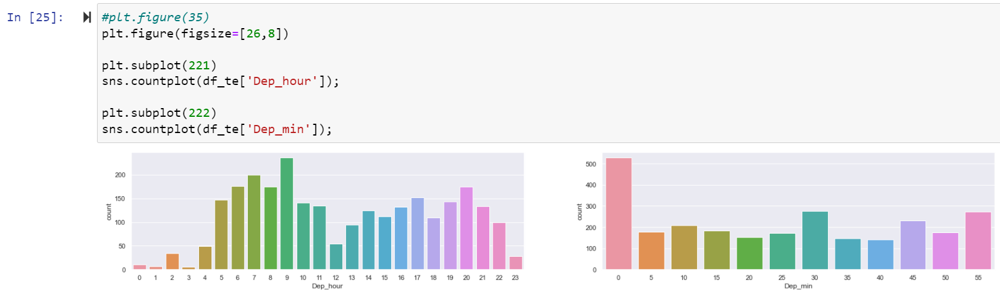 In [25]:
#plt.figure(35)
plt.figure(figsize=[26,8])
plt.subplot(221)
sns.countplot(df_te['Dep_hour']);
plt.subplot(222)
sns.countplot(df_te['Dep_min']);
200
150
100
50
0
count
0 1 2 3 4 5 6 7 8 9 10 11 12 13 14 15 16 17 18 19 20 21 22 23
Dep_hour
500
400
300
200
100
0
count
0 5 10 15 20 25 30 35 40 45 50 55
Dep_min